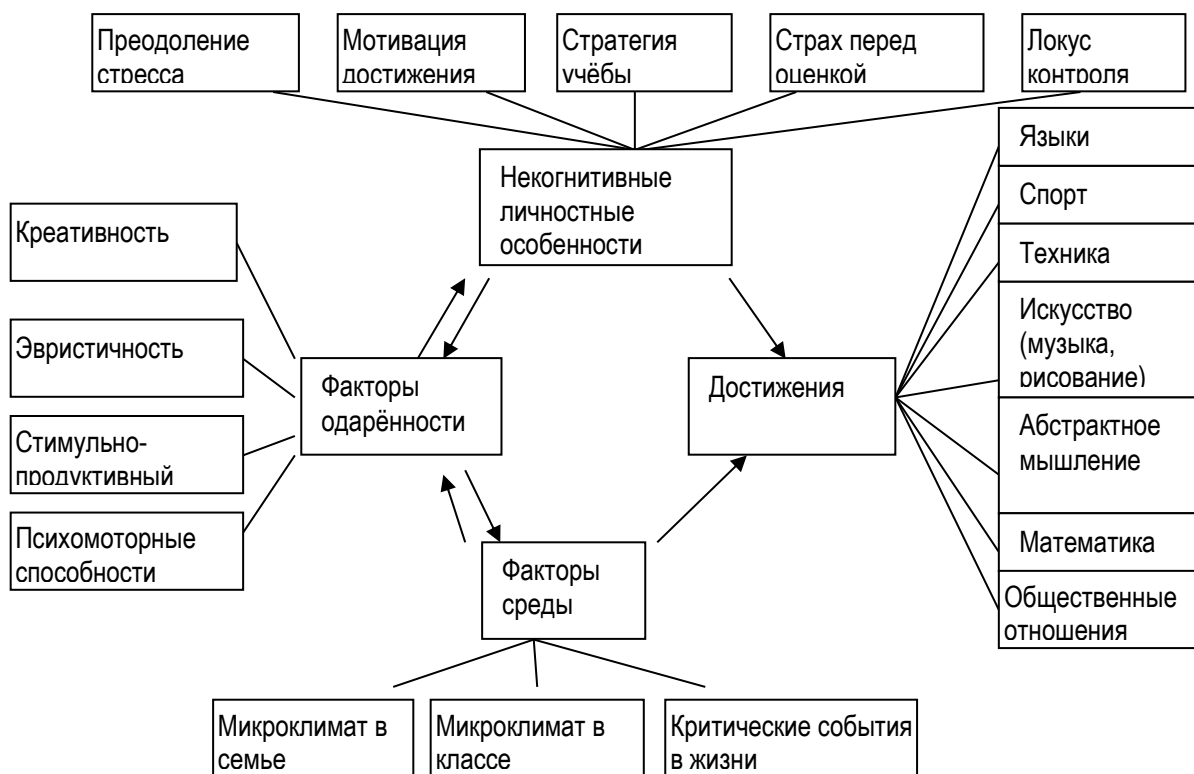 Преодоление
стресса
Мотивация
достижения
Стратегия
учёбы
Страх перед
оценкой
Локус
контроля
Некогнитивные
личностные
особенности
Креативность
Эвристичность
Стимульно-
продуктивный
Психомоторные
способности
Факторы
одарённости
Достижения
Языки
Спорт
Техника
Искусство
(музыка,
рисование)
Абстрактное
мышление
Математика
Общественные
отношения
Факторы
среды
Микроклимат в
семье
Микроклимат в
классе
Критические события
в жизни